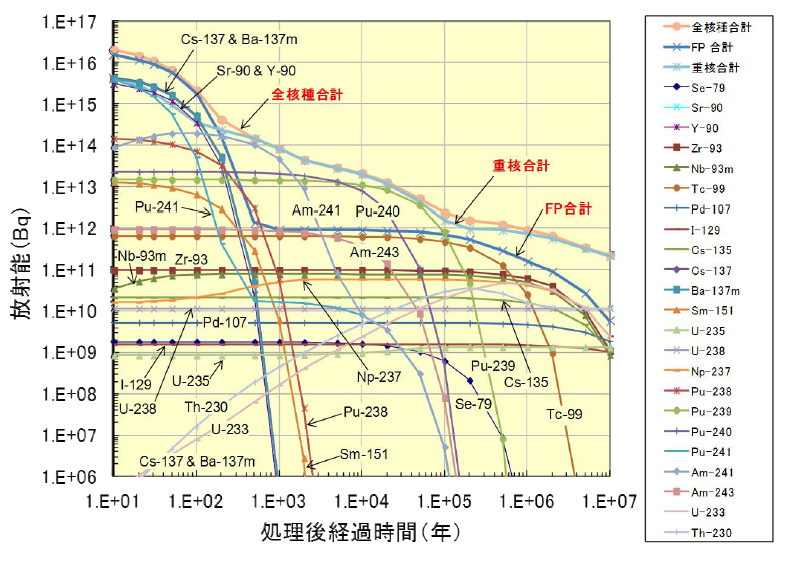 1.E+17
1.E+16
1.E+15
1.E+14
1.E+13
1.E+12
1.E+11
1.E+10
1.E+09
1.E+08
1.E+07
1.E+06
放射能(Bq)
Cs-137 & Ba-137m
Sr-90 & Y-90
全核種合計
重核合計
FP合計
Am-241
Pu-240
Pu-241
Am-243
Nb-93m
Zr-93
Pd-107
I-129
U-235
U-238
Th-230
U-233
Np-237
Pu-239
Cs-135
Se-79
Tc-99
Pu-238
Sm-151
Cs-137 & Ba-137m
1.E+01
1.E+02
1.E+03
1.E+04
1.E+05
1.E+06
1.E+07
処理後経過時間(年)
全核種合計
FP 合計
重核合計
Se-79
Sr-90
Y-90
Zr-93
Nb-93m
Tc-99
Pd-107
I-129
Cs-135
Cs-137
Ba-137m
Sm-151
U-235
U-238
Np-237
Pu-238
Pu-239
Pu-240
Pu-241
Am-241
Am-243
U-233
Th-230